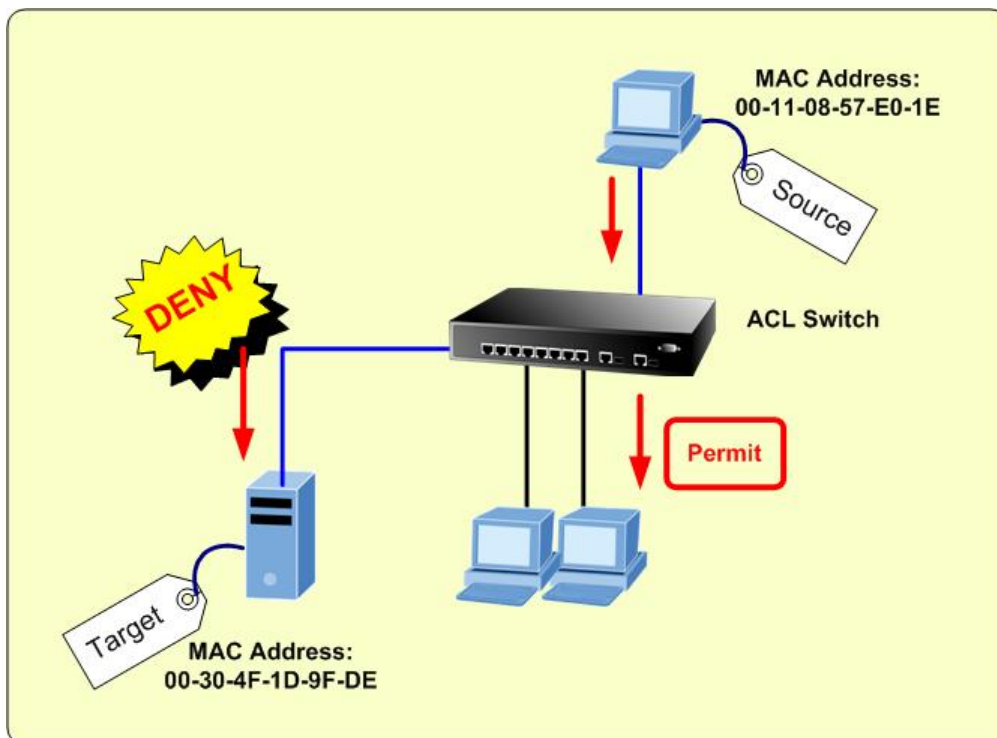 MAC Address:
00-11-08-57-E0-1E
Source
DENY
ACL Switch
Permit
Target
MAC Address:
00-30-4F-1D-9F-DE